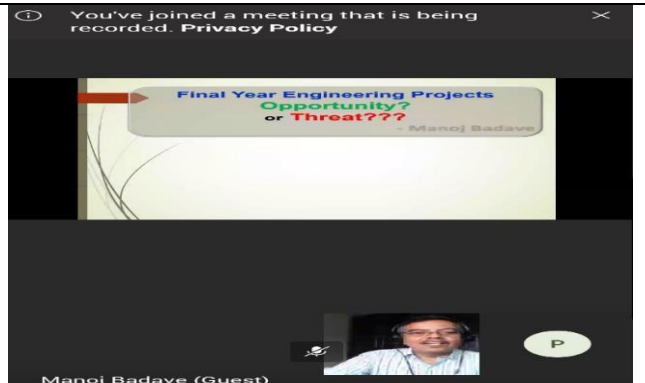 You've joined a meeting that is being
recorded. Privacy Policy
Final Year Engineering Projects
Opportunity?
or Threat???
- Manoj Badave
P
Manoj Badave (Guest)